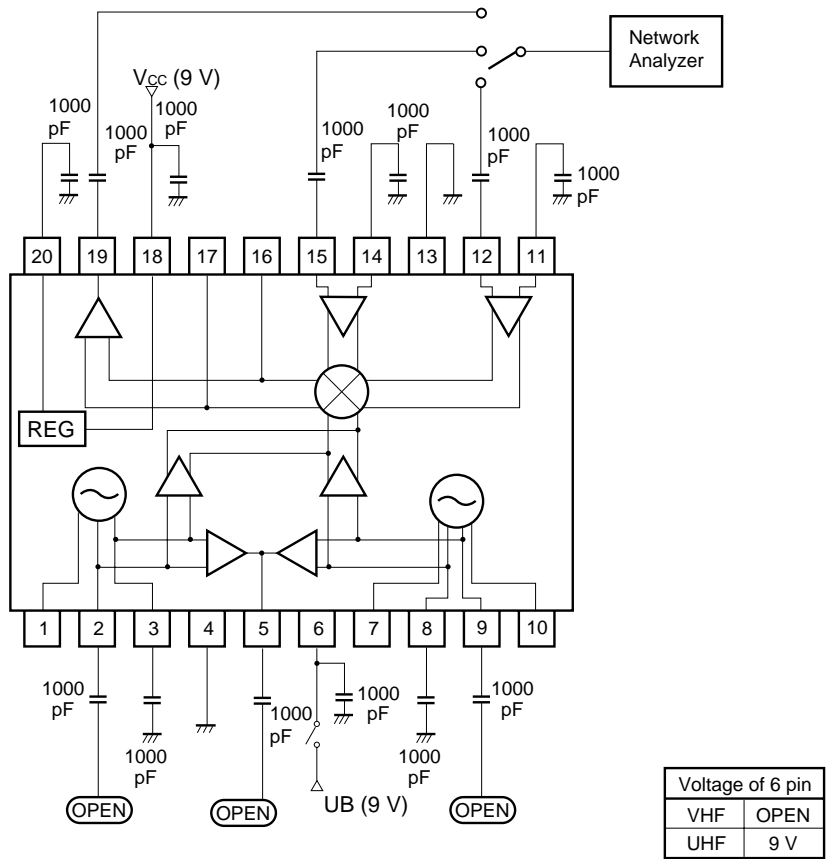 Network
Analyzer
VCC (9 V)
1000
pF
1000
pF
1000
pF
1000
pF
1000
pF
1000
pF
1000
pF
20
19
18
17
16
15
14
13
12
11
REG
1
2
3
4
5
6
7
8
9
10
1000
pF
1000
pF
1000
pF
1000
pF
1000
pF
1000
pF
OPEN
OPEN
UB (9 V)
OPEN
Voltage of 6 pin
VHF OPEN
UHF 9 V